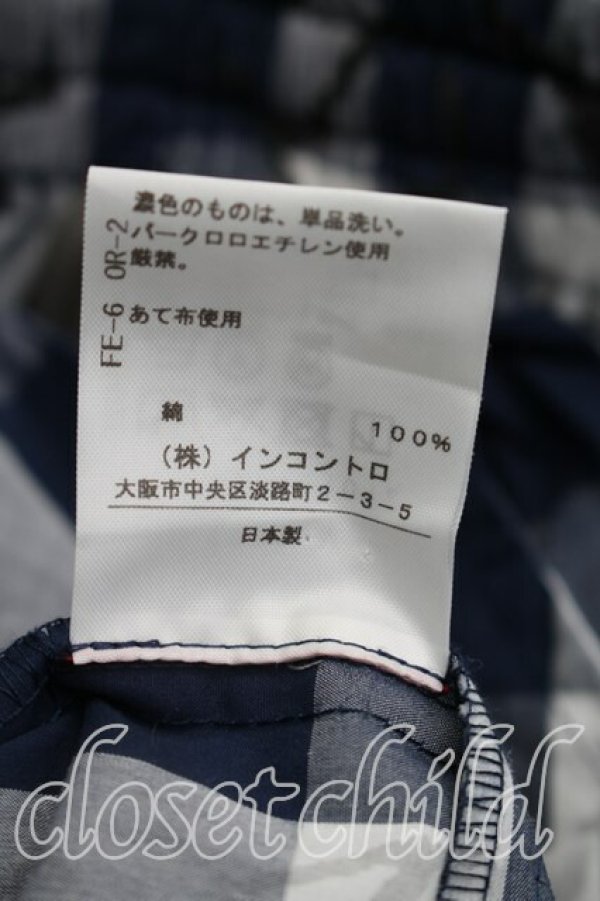 濃色のものは、単品洗い。
パークロロエチレン使用
厳禁。
あて布使用
FE-6 OR-2
綿 100%
(株) インコントロ
大阪市中央区淡路町2-3-5
日本製
closet child